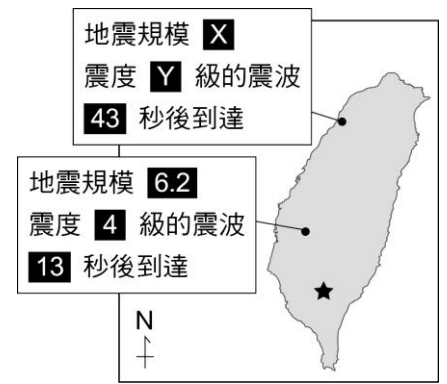 地震規模 X
震度 Y 級的震波
43 秒後到達
地震規模 6.2
震度 4 級的震波
13 秒後到達
N